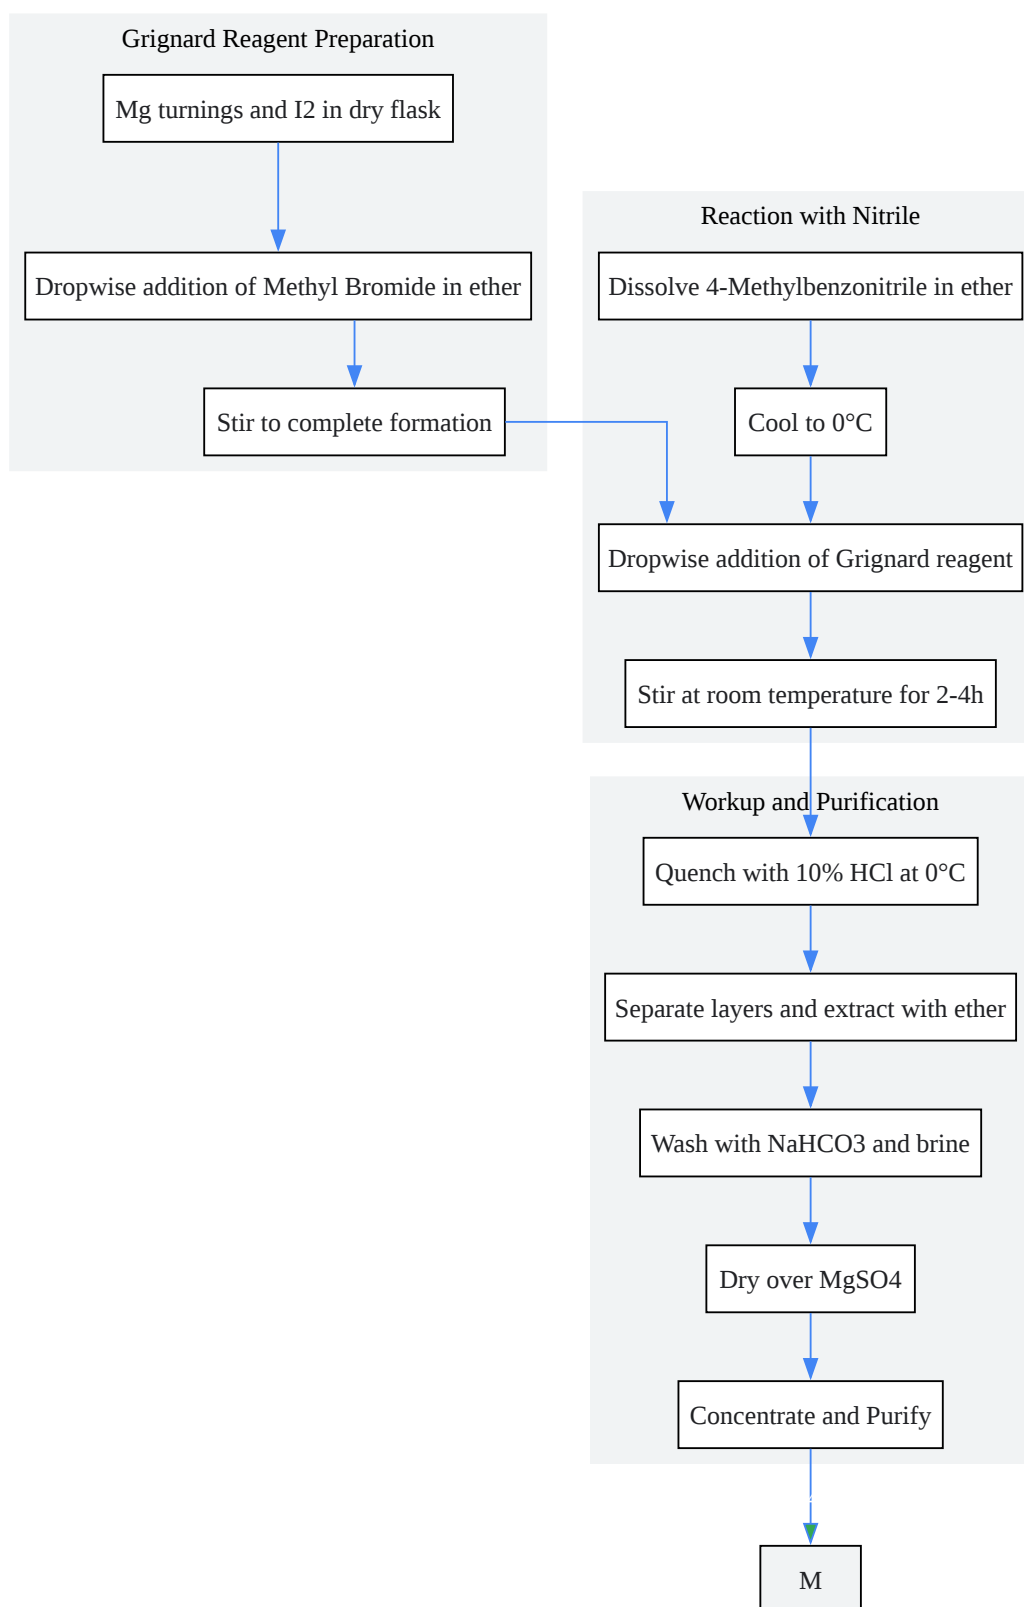 Grignard Reagent Preparation
Mg turnings and I2 in dry flask
Dropwise addition of Methyl Bromide in ether
Stir to complete formation
Reaction with Nitrile
Dissolve 4-Methylbenzonitrile in ether
Cool to 0°C
Dropwise addition of Grignard reagent
Stir at room temperature for 2-4h
Workup and Purification
Quench with 10% HCl at 0°C
Separate layers and extract with ether
Wash with NaHCO3 and brine
Dry over MgSO4
Concentrate and Purify
M